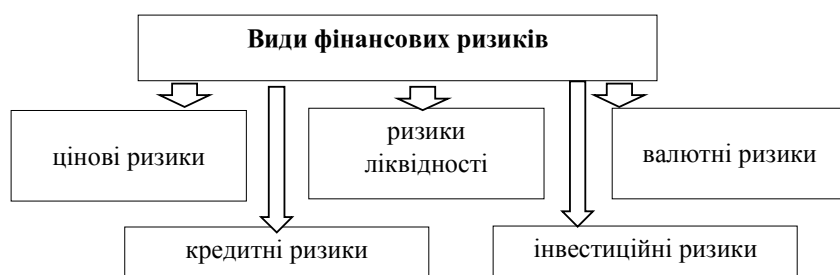 Види фінансових ризиків
цінові ризики
ризики
ліквідності
валютні ризики
кредитні ризики
інвестиційні ризики